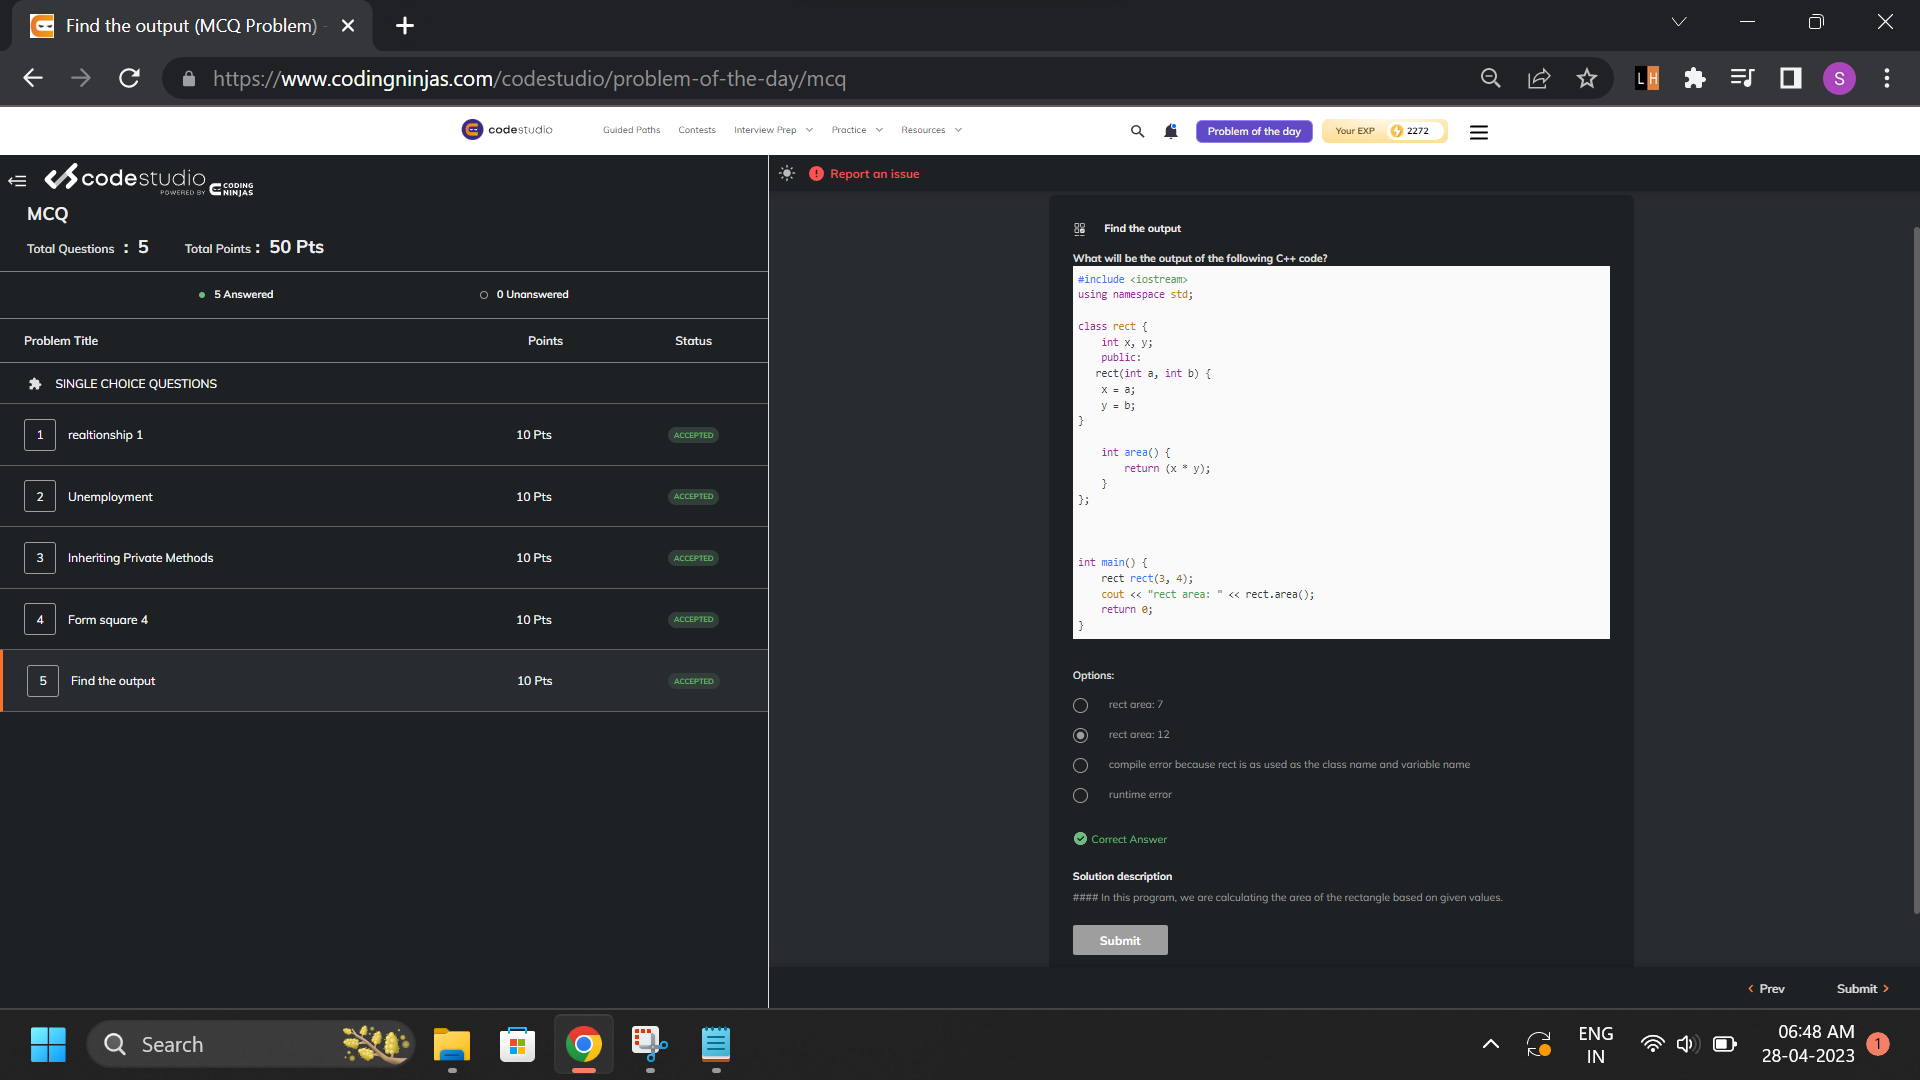 Find the output (MCQ Problem) -
https://www.codingninjas.com/codestudio/problem-of-the-day/mcq
LH
S
codestudio
Guided Paths
Contests
Interview Prep
Practice
Resources
Problem of the day
Your EXP
2272
codestudio
POWERED BY CODING NINJAS
Report an issue
MCQ
Total Questions : 5
Total Points : 50 Pts
5 Answered
0 Unanswered
Problem Title
Points
Status
SINGLE CHOICE QUESTIONS
1 realtionship 1 10 Pts ACCEPTED
2 Unemployment 10 Pts ACCEPTED
3 Inheriting Private Methods 10 Pts ACCEPTED
4 Form square 4 10 Pts ACCEPTED
5 Find the output 10 Pts ACCEPTED
Find the output
What will be the output of the following C++ code?
#include <iostream>
using namespace std;
class rect {
int x, y;
public:
rect(int a, int b) {
x = a;
y = b;
}
int area() {
return (x * y);
}
};
int main() {
rect rect(3, 4);
cout << "rect area: " << rect.area();
return 0;
}
Options:
rect area: 7
rect area: 12
compile error because rect is as used as the class name and variable name
runtime error
Correct Answer
Solution description
#### In this program, we are calculating the area of the rectangle based on given values.
Submit
Prev
Submit
Search
ENG
IN
06:48 AM
28-04-2023
1